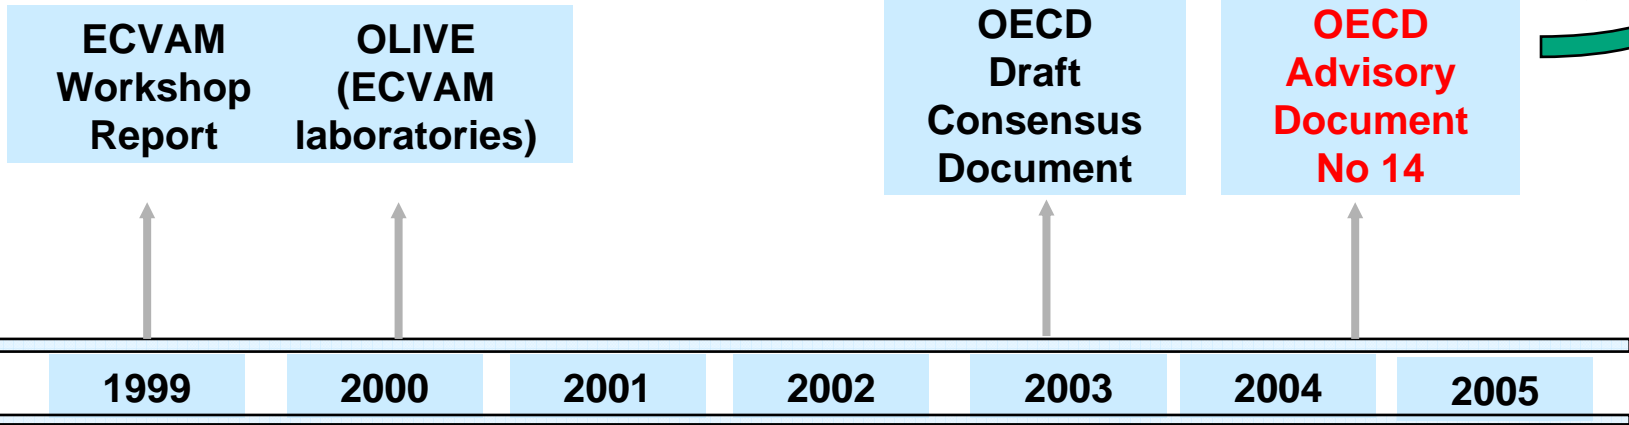 ECVAM
Workshop
Report
OLIVE
(ECVAM
laboratories)
OECD
Draft
Consensus
Document
OECD
Advisory
Document
No 14
1999
2000
2001
2002
2003
2004
2005